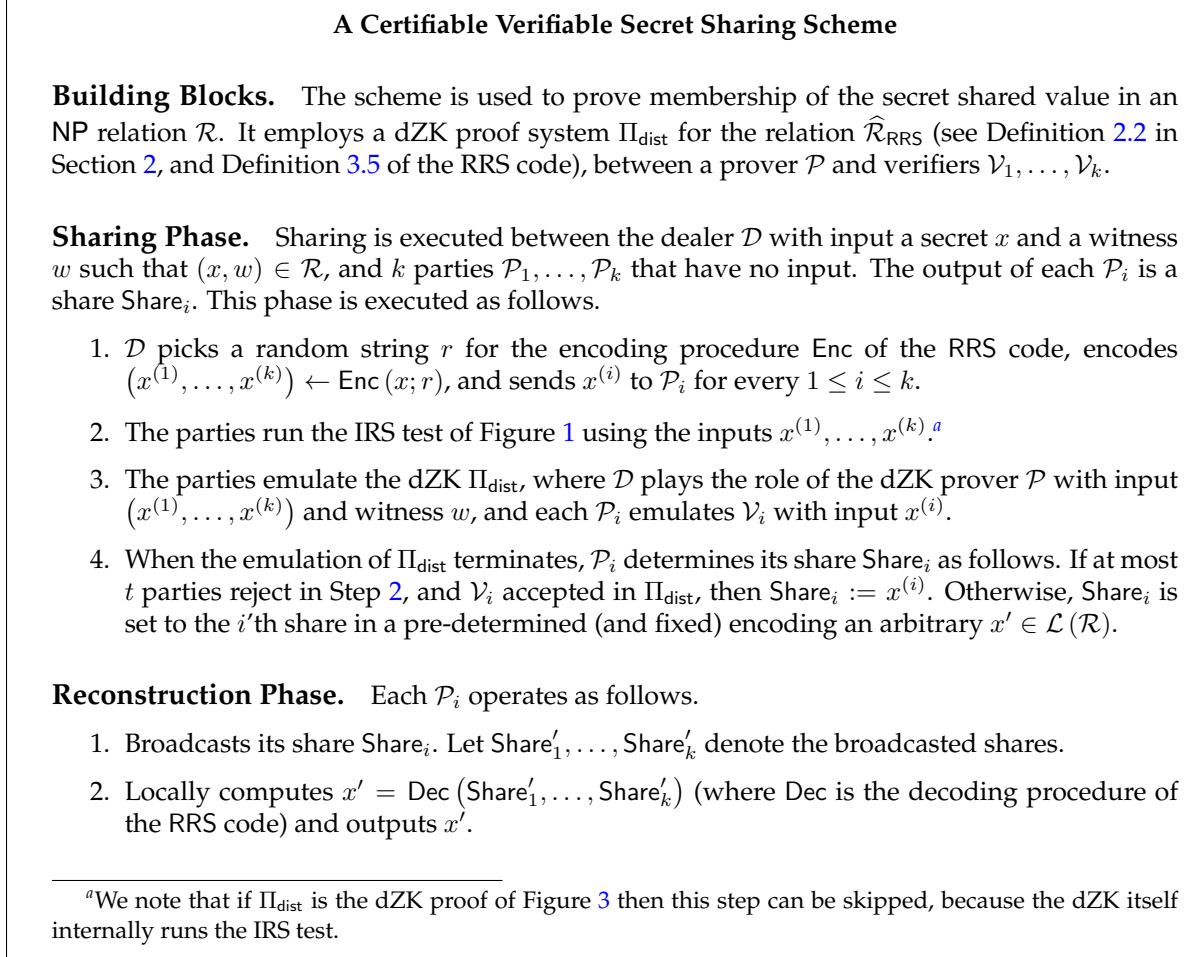 A Certifiable Verifiable Secret Sharing Scheme
Building Blocks. The scheme is used to prove membership of the secret shared value in an
NP relation R. It employs a dZK proof system Π_dist for the relation R̂_RRS (see Definition 2.2 in
Section 2, and Definition 3.5 of the RRS code), between a prover P and verifiers V_1, . . . , V_k.
Sharing Phase. Sharing is executed between the dealer D with input a secret x and a witness
w such that (x, w) ∈ R, and k parties P_1, . . . , P_k that have no input. The output of each P_i is a
share Share_i. This phase is executed as follows.
1. D picks a random string r for the encoding procedure Enc of the RRS code, encodes
(x^(1), . . . , x^(k)) ← Enc (x; r), and sends x^(i) to P_i for every 1 ≤ i ≤ k.
2. The parties run the IRS test of Figure 1 using the inputs x^(1), . . . , x^(k).^a
3. The parties emulate the dZK Π_dist, where D plays the role of the dZK prover P with input
(x^(1), . . . , x^(k)) and witness w, and each P_i emulates V_i with input x^(i).
4. When the emulation of Π_dist terminates, P_i determines its share Share_i as follows. If at most
t parties reject in Step 2, and V_i accepted in Π_dist, then Share_i := x^(i). Otherwise, Share_i is
set to the i'th share in a pre-determined (and fixed) encoding an arbitrary x′ ∈ L (R).
Reconstruction Phase. Each P_i operates as follows.
1. Broadcasts its share Share_i. Let Share′_1, . . . , Share′_k denote the broadcasted shares.
2. Locally computes x′ = Dec (Share′_1, . . . , Share′_k) (where Dec is the decoding procedure of
the RRS code) and outputs x′.
^a We note that if Π_dist is the dZK proof of Figure 3 then this step can be skipped, because the dZK itself
internally runs the IRS test.